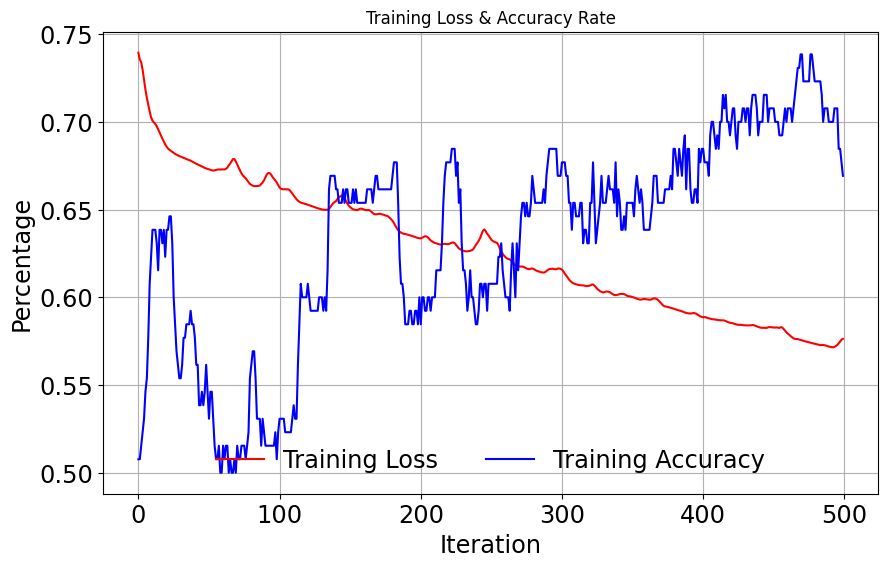 Training Loss & Accuracy Rate
0.75
0.70
0.65
0.60
0.55
0.50
Percentage
Training Loss
Training Accuracy
0 100 200 300 400 500
Iteration